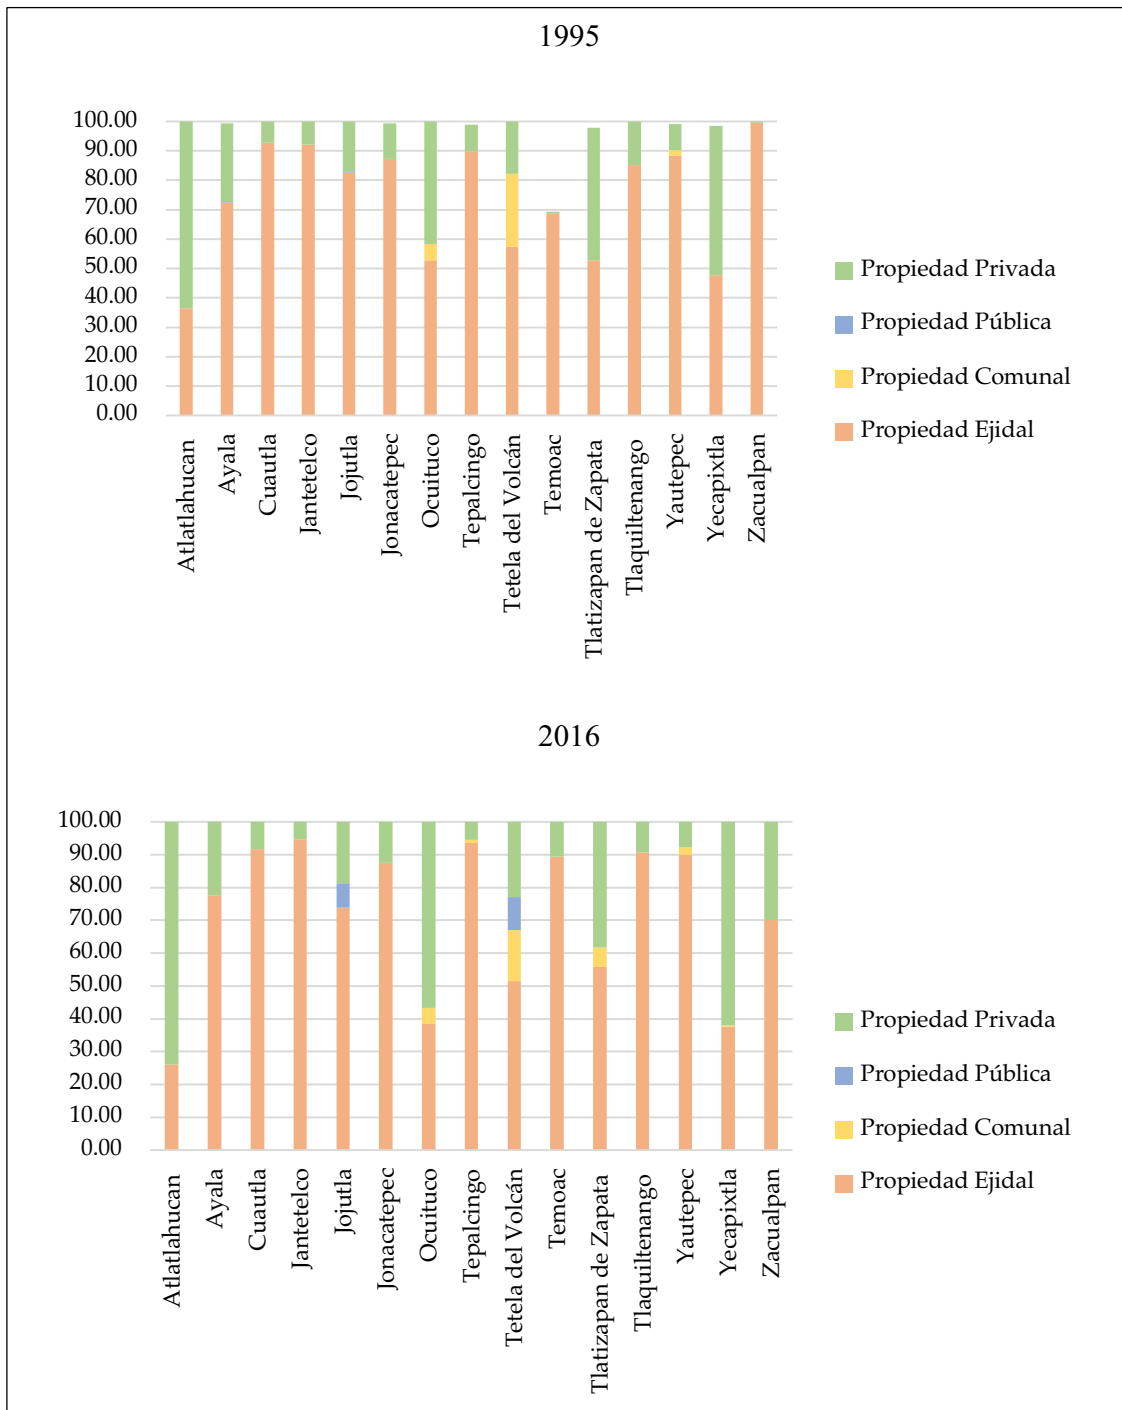 1995
100.00
90.00
80.00
70.00
60.00
50.00
40.00
30.00
20.00
10.00
0.00
Atlatlahucan
Ayala
Cuautla
Jantetelco
Jojutla
Jonacatepec
Ocuituco
Tepalcingo
Tetela del Volcán
Temoac
Tlatizapan de Zapata
Tlaquiltenango
Yautepec
Yecapixtla
Zacualpan
Propiedad Privada
Propiedad Pública
Propiedad Comunal
Propiedad Ejidal
2016
100.00
90.00
80.00
70.00
60.00
50.00
40.00
30.00
20.00
10.00
0.00
Atlatlahucan
Ayala
Cuautla
Jantetelco
Jojutla
Jonacatepec
Ocuituco
Tepalcingo
Tetela del Volcán
Temoac
Tlatizapan de Zapata
Tlaquiltenango
Yautepec
Yecapixtla
Zacualpan
Propiedad Privada
Propiedad Pública
Propiedad Comunal
Propiedad Ejidal